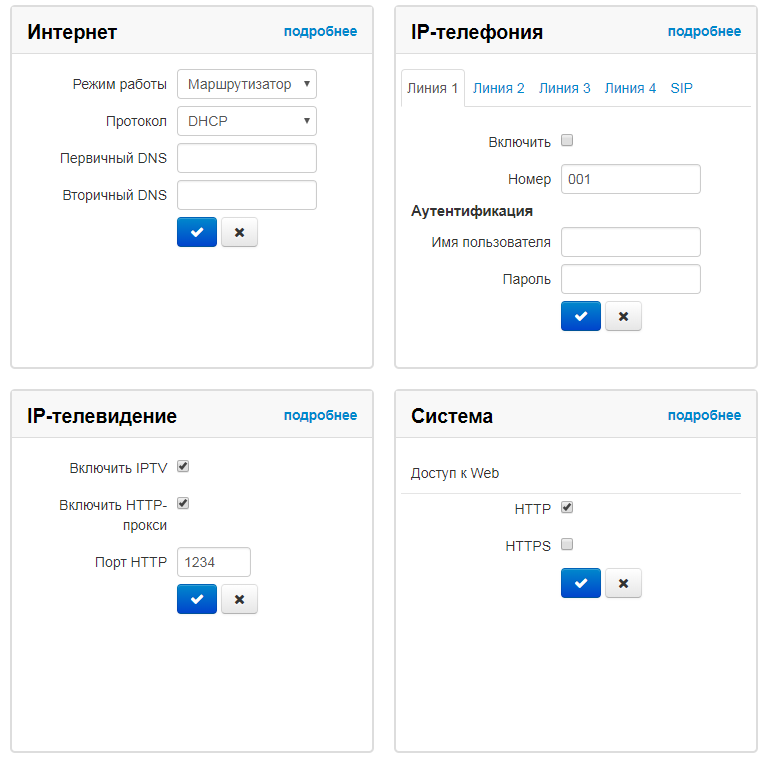 Интернет
подробнее
Режим работы
Маршрутизатор
Протокол
DHCP
Первичный DNS
Вторичный DNS
IP-телефония
подробнее
Линия 1 Линия 2 Линия 3 Линия 4 SIP
Включить
Номер
001
Аутентификация
Имя пользователя
Пароль
IP-телевидение
подробнее
Включить IPTV
Включить HTTP-
прокси
Порт HTTP
1234
Система
подробнее
Доступ к Web
HTTP
HTTPS